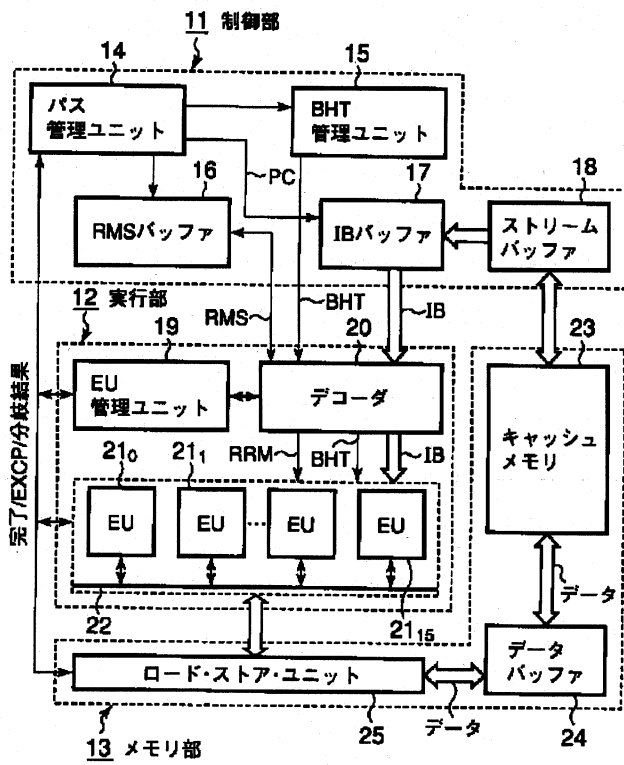 11 制御部
14
15
パス
管理ユニット
BHT
管理ユニット
16
PC
17
18
RMSバッファ
IBバッファ
ストリーム
バッファ
12 実行部
RMS
BHT
IB
19
20
23
EU
管理ユニット
デコーダ
キャッシュ
メモリ
完了/EXCP/分岐結果
RRM
BHT
IB
21₀
21₁
EU
EU
EU
EU
データ
22
21₁₅
ロード・ストア・ユニット
データ
バッファ
25
データ
24
13 メモリ部